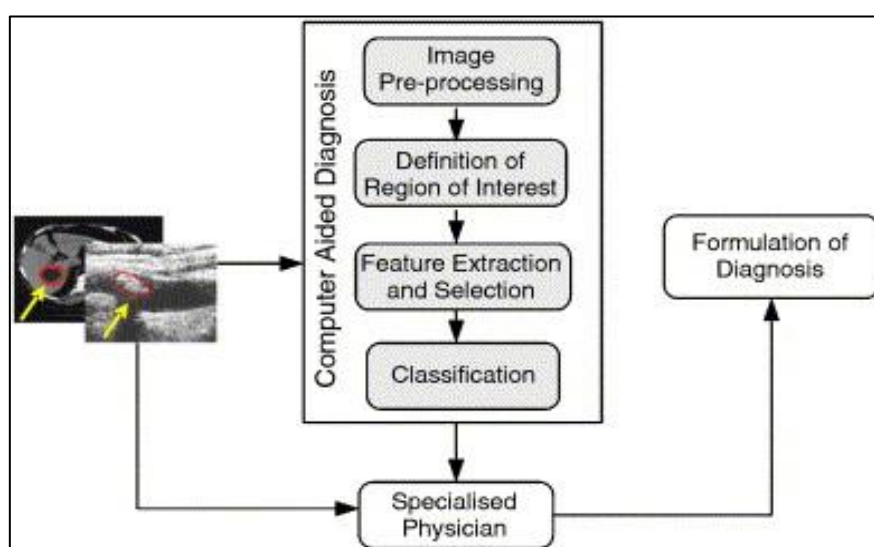 Computer Aided Diagnosis
Image
Pre-processing
Definition of
Region of Interest
Feature Extraction
and Selection
Classification
Specialised
Physician
Formulation of
Diagnosis